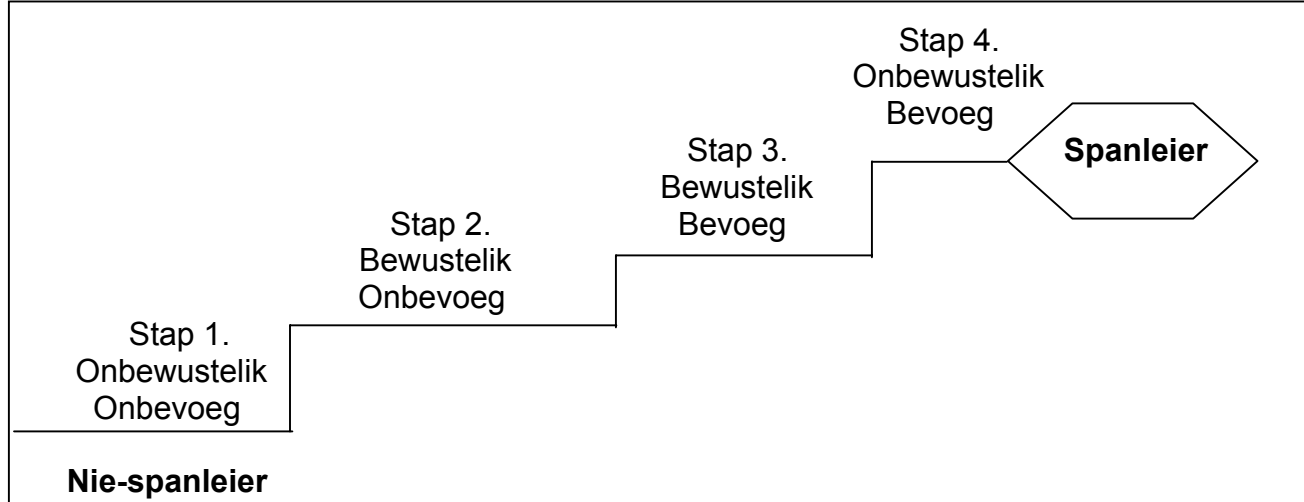 Stap 1.
Onbewustelik
Onbevoeg
Nie-spanleier
Stap 2.
Bewustelik
Onbevoeg
Stap 3.
Bewustelik
Bevoeg
Stap 4.
Onbewustelik
Bevoeg
Spanleier